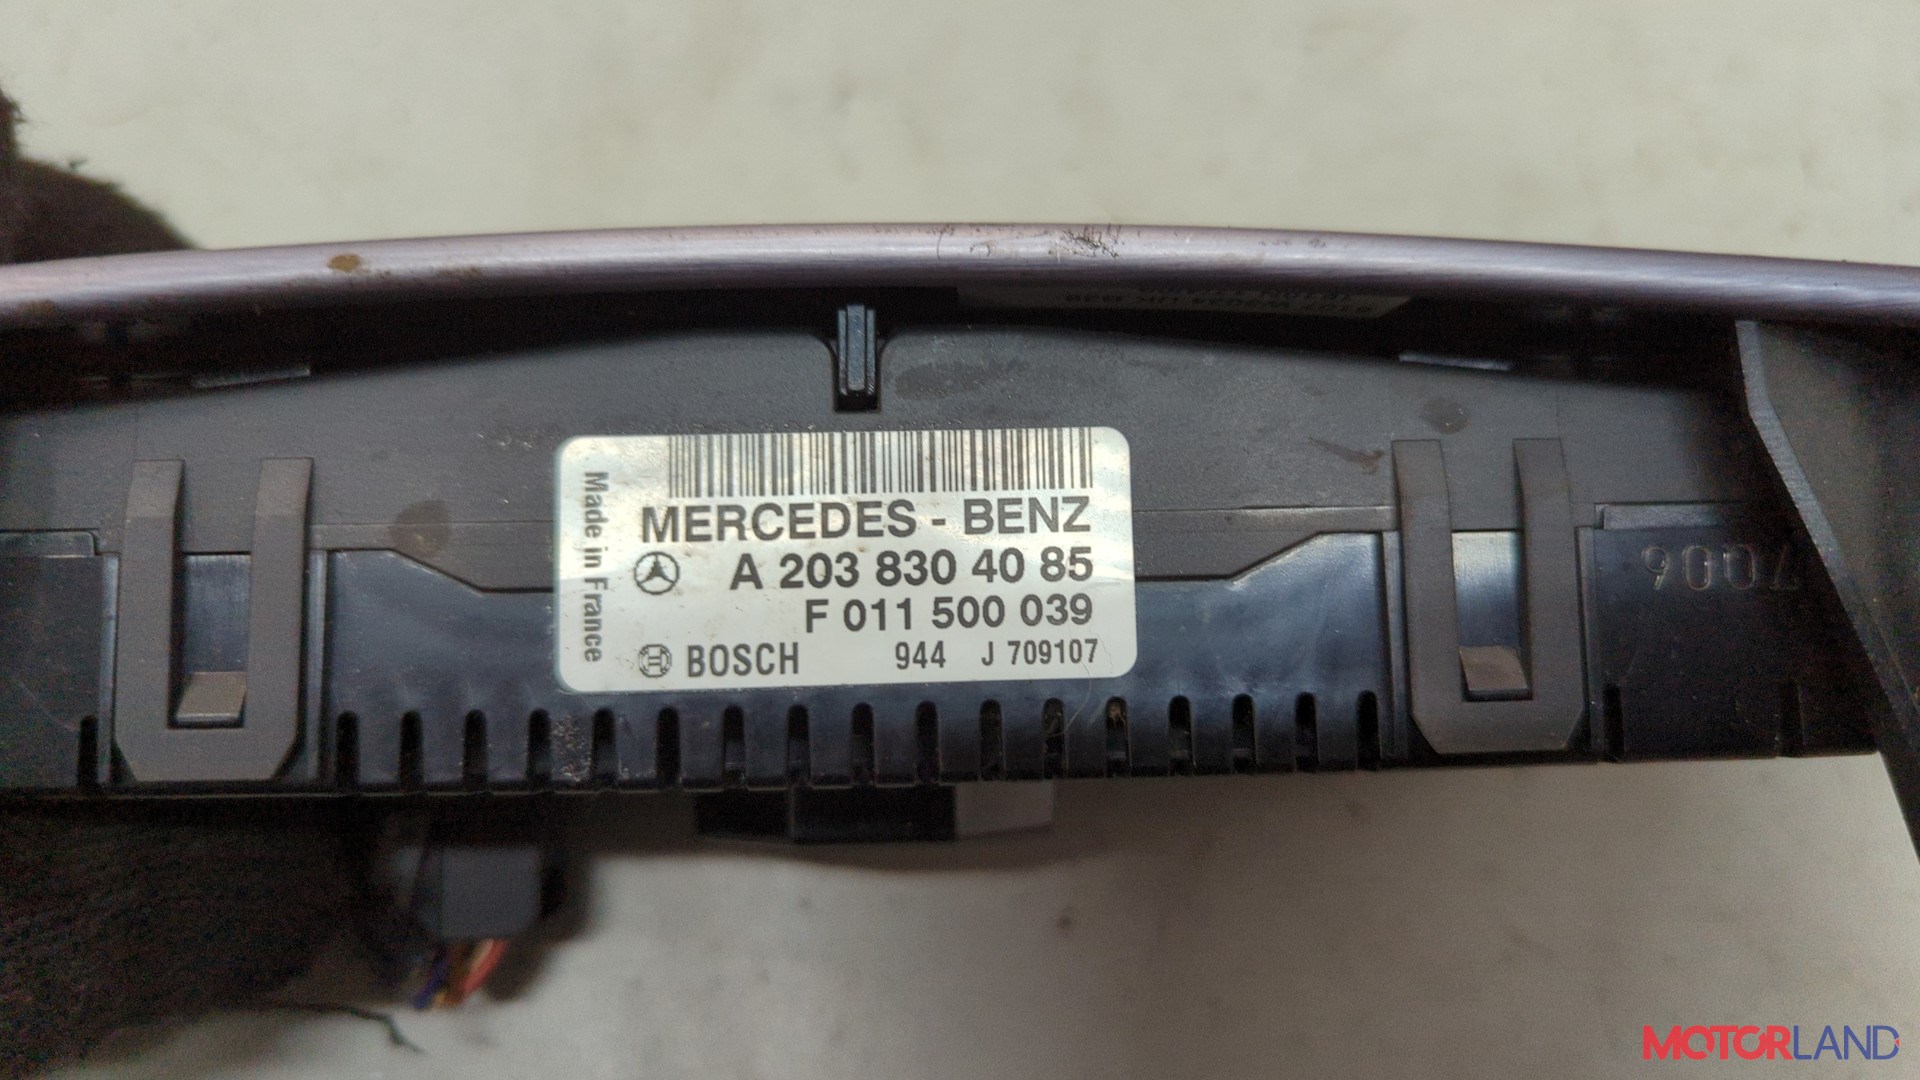 Made in France
MERCEDES - BENZ
A 203 830 40 85
F 011 500 039
BOSCH 944 J 709107
7006
MOTORLAND